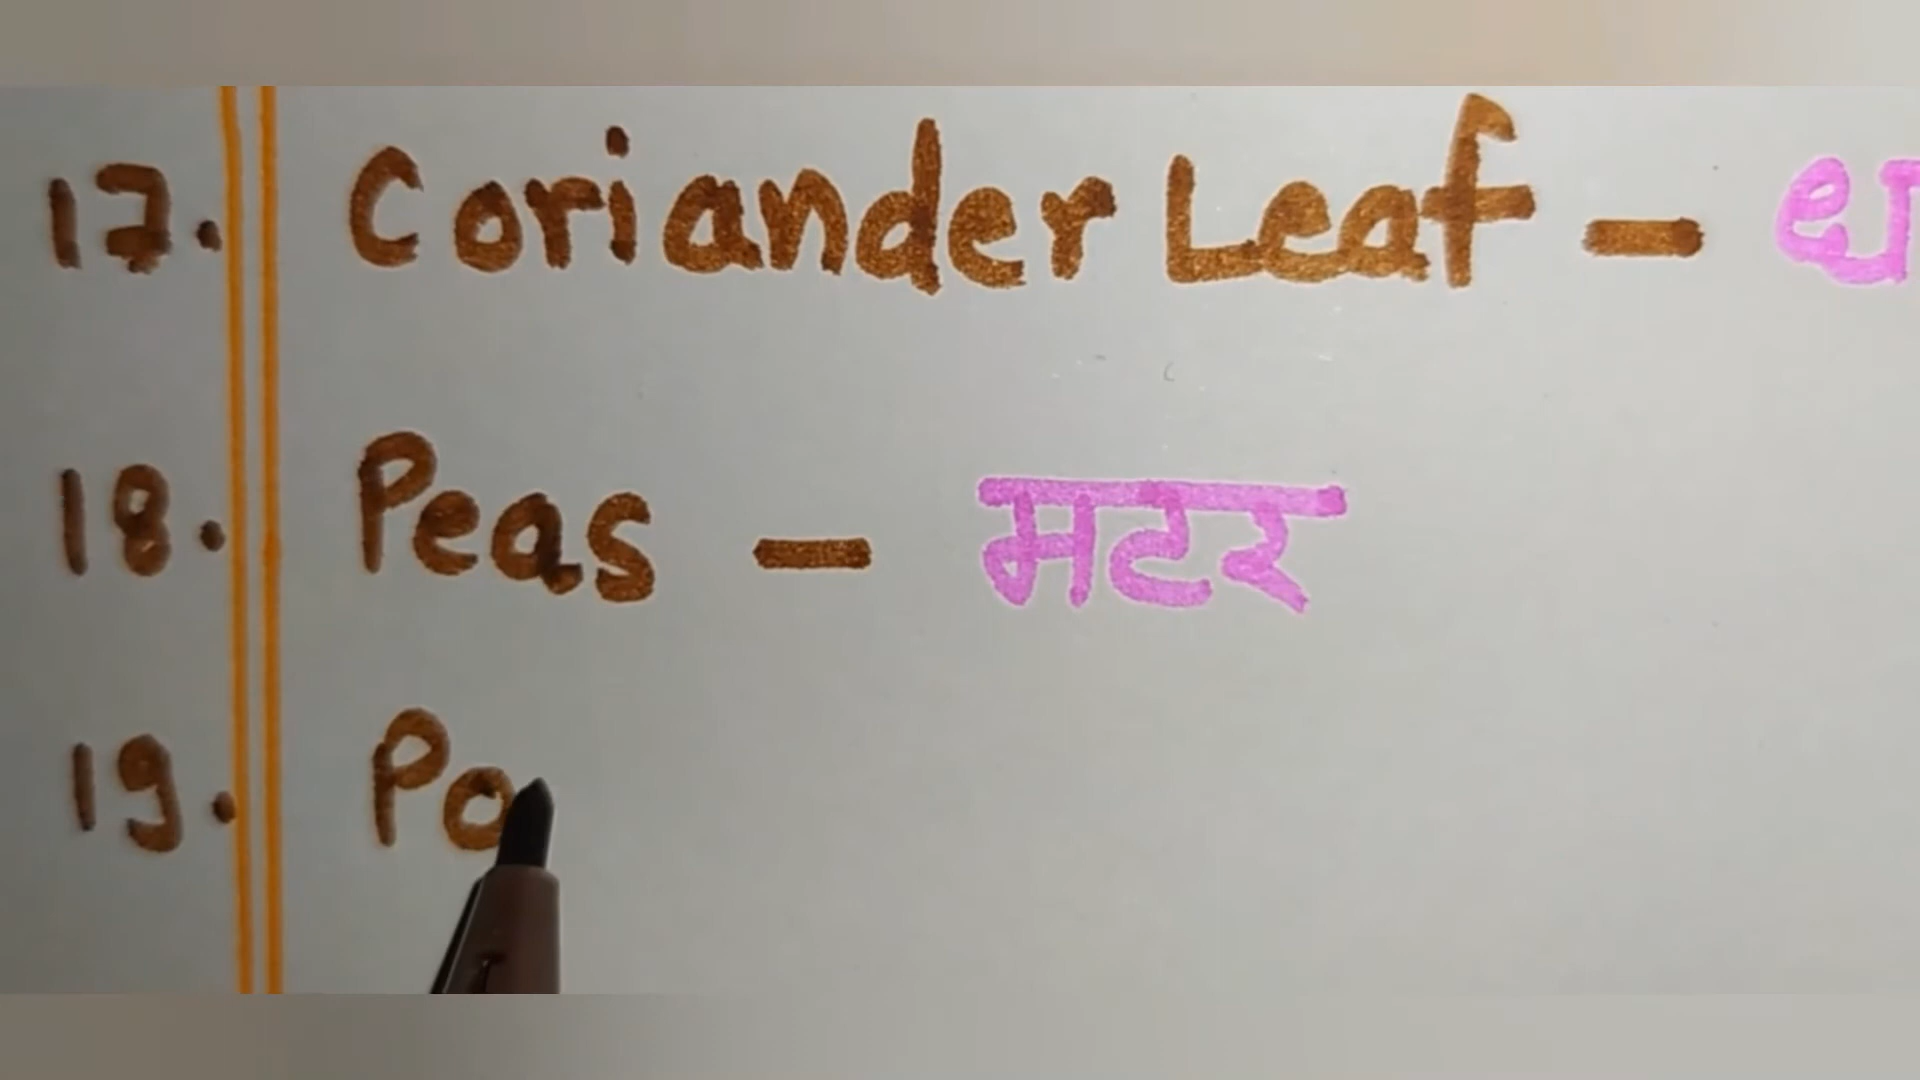 17. Coriander Leaf - ध
18. Peas - मटर
19. Po